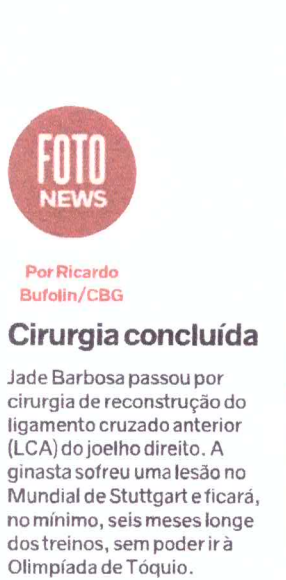 FOTO
NEWS
Por Ricardo
Bufolin/CBG
Cirurgia concluída
Jade Barbosa passou por
cirurgia de reconstrução do
ligamento cruzado anterior
(LCA) do joelho direito. A
ginasta sofreu uma lesão no
Mundial de Stuttgart e ficará,
no mínimo, seis meses longe
dos treinos, sem poder ir à
Olimpíada de Tóquio.